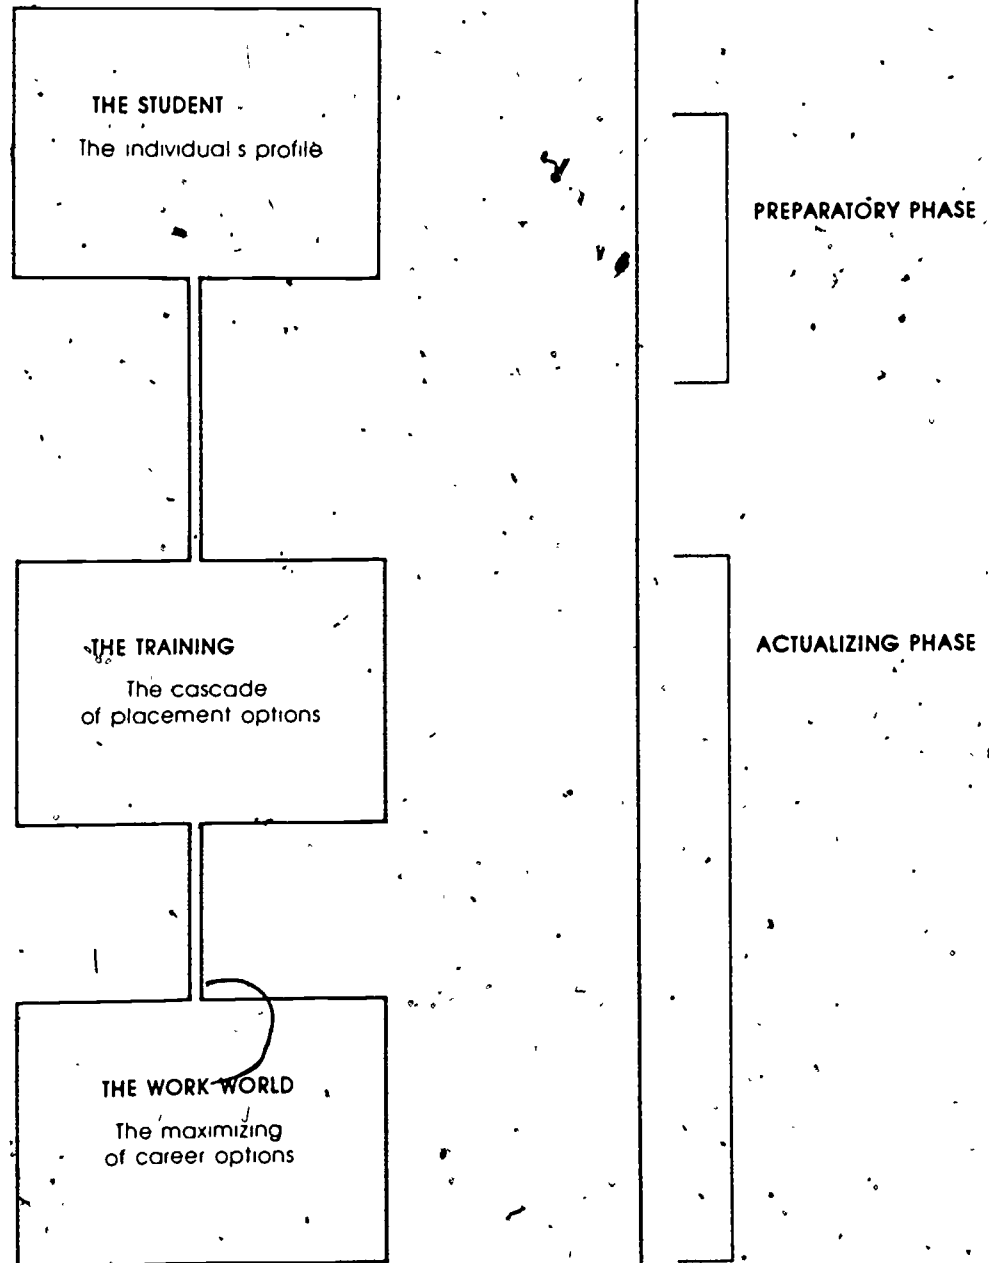 THE STUDENT
The individual s profile
PREPARATORY PHASE
THE TRAINING
The cascade
of placement options
ACTUALIZING PHASE
THE WORK WORLD
The maximizing
of career options